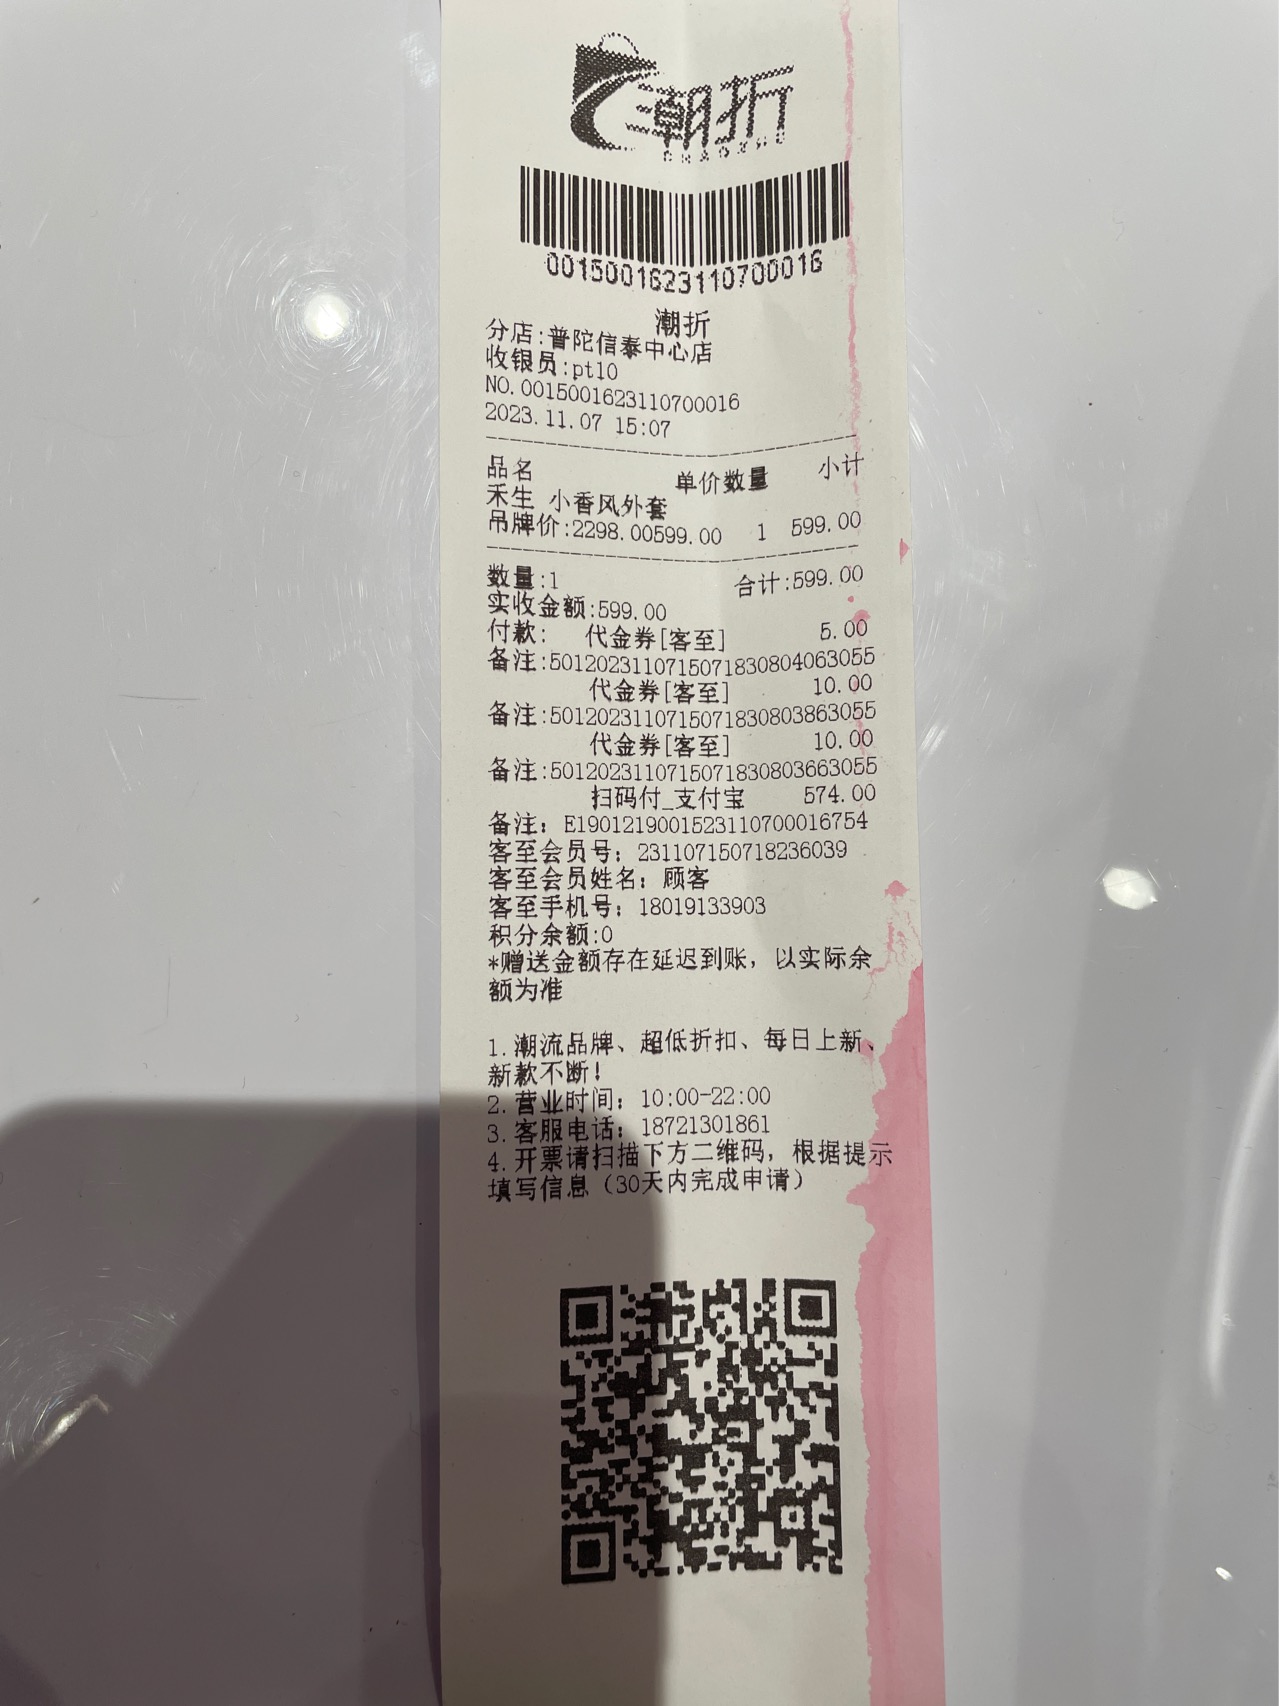 潮折
CHAOZHE
0015001623110700016
潮折
分店:普陀信泰中心店
收银员:pt10
NO.0015001623110700016
2023.11.07 15:07
品名 单价数量 小计
禾生 小香风外套
吊牌价:2298.00599.00 1 599.00
数量:1 合计:599.00
实收金额:599.00
付款: 代金券[客至] 5.00
备注:5012023110715071830804063055
代金券[客至] 10.00
备注:5012023110715071830803863055
代金券[客至] 10.00
备注:5012023110715071830803663055
扫码付_支付宝 574.00
备注: E1901219001523110700016754
客至会员号: 231107150718236039
客至会员姓名: 顾客
客至手机号: 18019133903
积分余额:0
*赠送金额存在延迟到账, 以实际余
额为准
1.潮流品牌、超低折扣、每日上新、
新款不断!
2.营业时间: 10:00-22:00
3.客服电话: 18721301861
4.开票请扫描下方二维码, 根据提示
填写信息 (30天内完成申请)